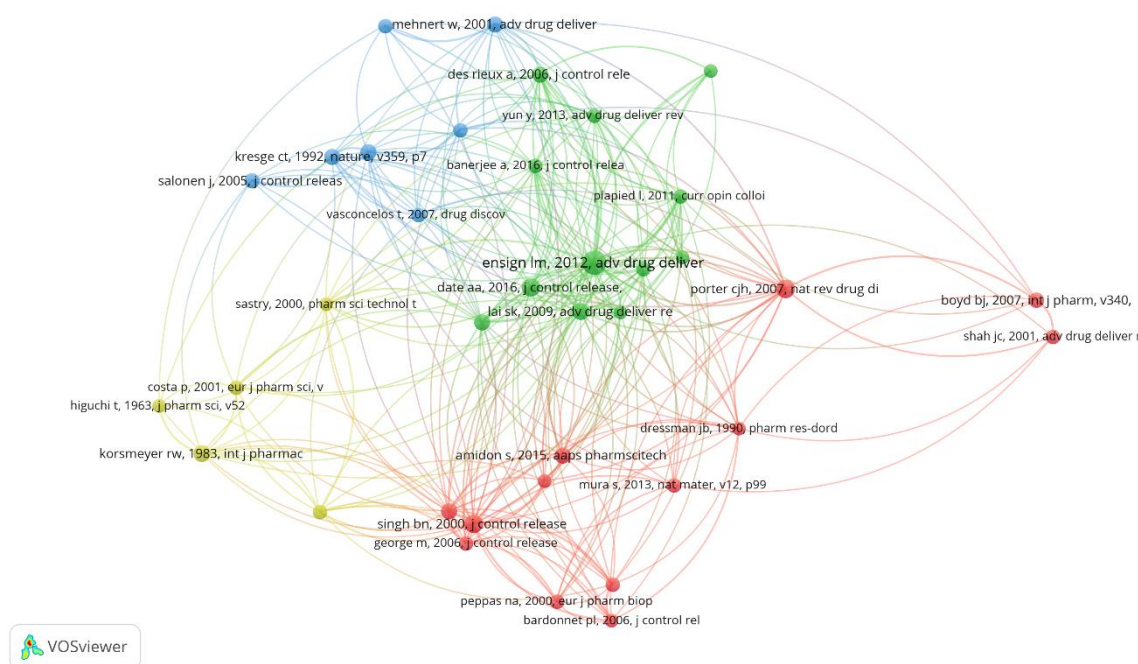 mehnert w, 2001, adv drug deliver
des rieux a, 2006, j control rele
yun y, 2013, adv drug deliver rev
kresge ct, 1992, nature, v359, p7
banerjee a, 2016, j control relea
salonen j, 2005, j control releas
plapied l, 2011, curr opin colloi
vasconcelos t, 2007, drug discov
ensign lm, 2012, adv drug deliver
date aa, 2016, j control release,
porter cjh, 2007, nat rev drug di
boyd bj, 2007, int j pharm, v340,
sastry, 2000, pharm sci technol t
lai sk, 2009, adv drug deliver re
shah jc, 2001, adv drug deliver r
costa p, 2001, eur j pharm sci, v
higuchi t, 1963, j pharm sci, v52
dressman jb, 1990, pharm res-dord
korsmeyer rw, 1983, int j pharmac
amidon s, 2015, aaps pharmscitech
mura s, 2013, nat mater, v12, p99
singh bn, 2000, j control release
george m, 2006, j control release
peppas na, 2000, eur j pharm biop
bardonnet pl, 2006, j control rel
VOSviewer